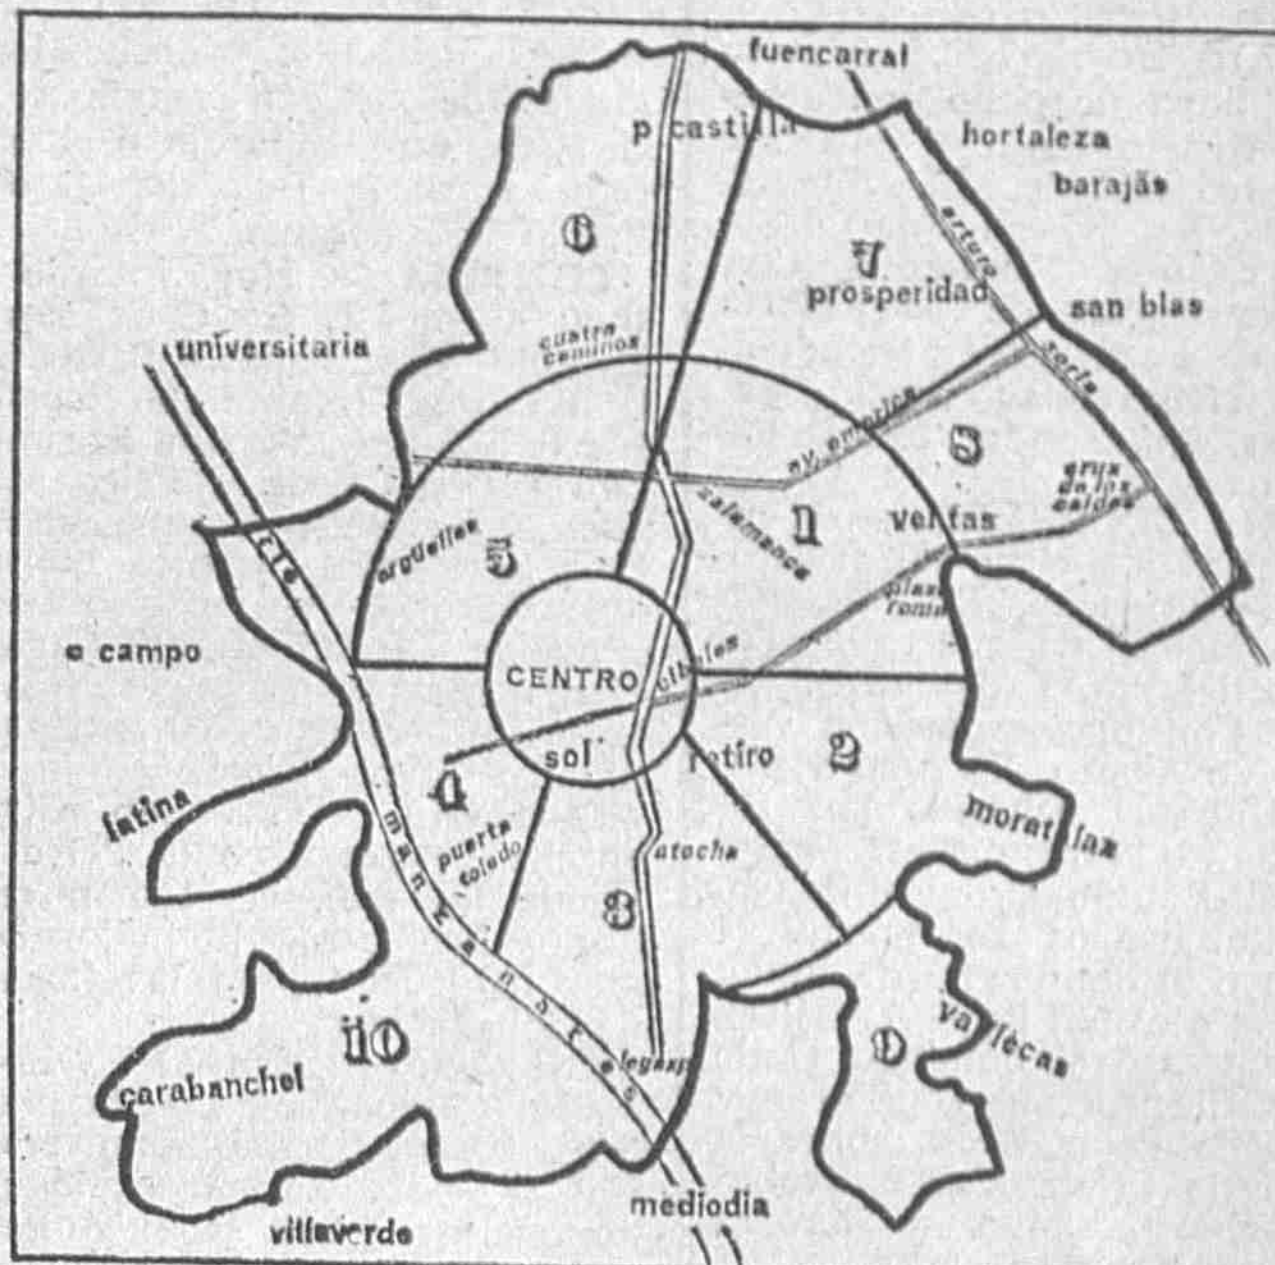 fuencarral
p castilla
hortaleza
barajas
6
arturo
7
prosperidad
san blas
cuatro
caminos
universitaria
soria
av. america
8
cruz
de los
caidos
salamanca
1
ventas
rio
argüelles
5
plaza
roma
e campo
CENTRO
cibeles
sol
retiro
2
4
latina
manzanares
puerta
toledo
atocha
moratalaz
3
10
legazpi
9
vallecas
carabanchel
mediodia
villaverde